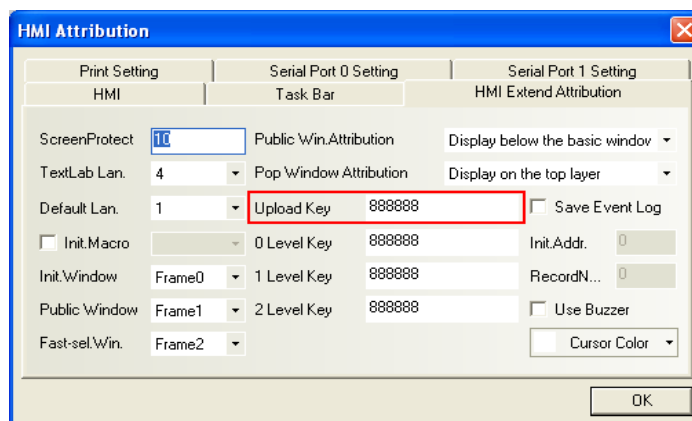 HMI Attribution
Print Setting Serial Port 0 Setting Serial Port 1 Setting
HMI Task Bar HMI Extend Attribution
ScreenProtect 10 Public Win.Attribution Display below the basic windov
TextLab Lan. 4 Pop Window Attribution Display on the top layer
Default Lan. 1 Upload Key 888888 Save Event Log
Init.Macro 0 Level Key 888888 Init.Addr. 0
Init.Window Frame0 1 Level Key 888888 RecordN... 0
Public Window Frame1 2 Level Key 888888 Use Buzzer
Fast-sel.Win. Frame2 Cursor Color
OK